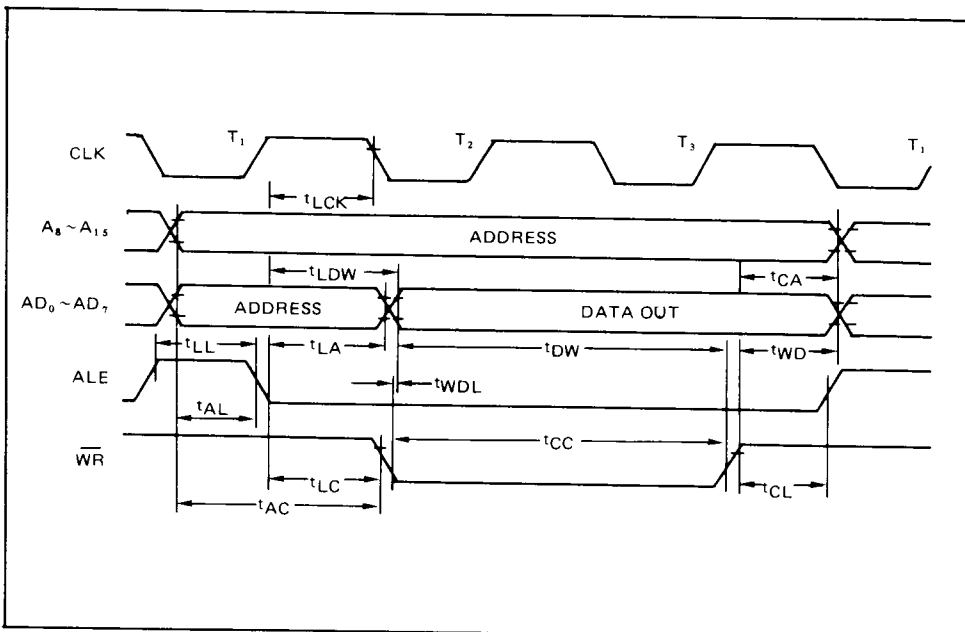 CLK T₁ T₂ T₃ T₁
tLCK
A₈~A₁₅ ADDRESS
tLDW tCA
AD₀~AD₇ ADDRESS DATA OUT
tLL tLA tDW tWD
ALE tWDL
tAL
tCC
WR
tLC tCL
tAC